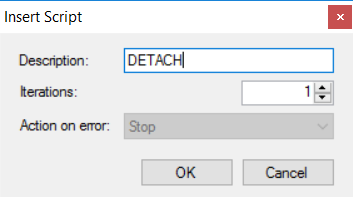 Insert Script
Description: DETACH
Iterations: 1
Action on error: Stop
OK Cancel